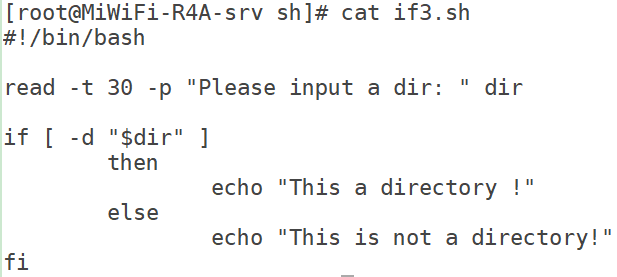 [root@MiWiFi-R4A-srv sh]# cat if3.sh
#!/bin/bash
read -t 30 -p "Please input a dir: " dir
if [ -d "$dir" ]
then
echo "This a directory !"
else
echo "This is not a directory!"
fi